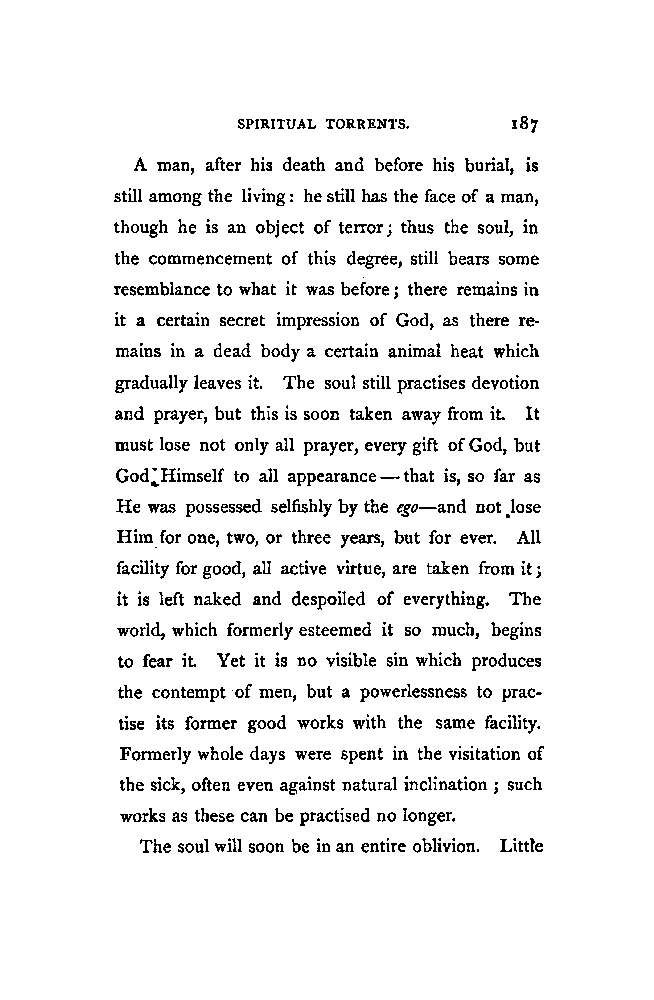 SPIRITUAL TORRENTS. 187
A man, after his death and before his burial, is
still among the living: he still has the face of a man,
though he is an object of terror; thus the soul, in
the commencement of this degree, still bears some
resemblance to what it was before; there remains in
it a certain secret impression of God, as there re-
mains in a dead body a certain animal heat which
gradually leaves it. The soul still practises devotion
and prayer, but this is soon taken away from it. It
must lose not only all prayer, every gift of God, but
God Himself to all appearance—that is, so far as
He was possessed selfishly by the ego—and not lose
Him for one, two, or three years, but for ever. All
facility for good, all active virtue, are taken from it;
it is left naked and despoiled of everything. The
world, which formerly esteemed it so much, begins
to fear it. Yet it is no visible sin which produces
the contempt of men, but a powerlessness to prac-
tise its former good works with the same facility.
Formerly whole days were spent in the visitation of
the sick, often even against natural inclination ; such
works as these can be practised no longer.
The soul will soon be in an entire oblivion. Little